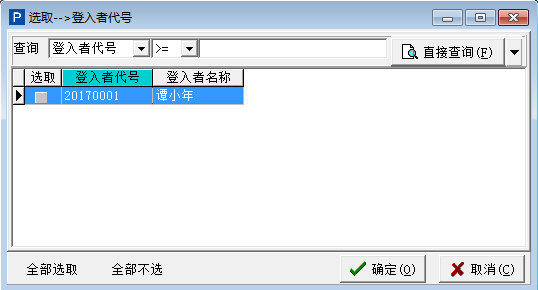 P 选取-->登入者代号
查询 登入者代号 >= 直接查询(F)
选取 登入者代号 登入者名称
20170001 谭小年
全部选取 全部不选 确定(O) 取消(C)